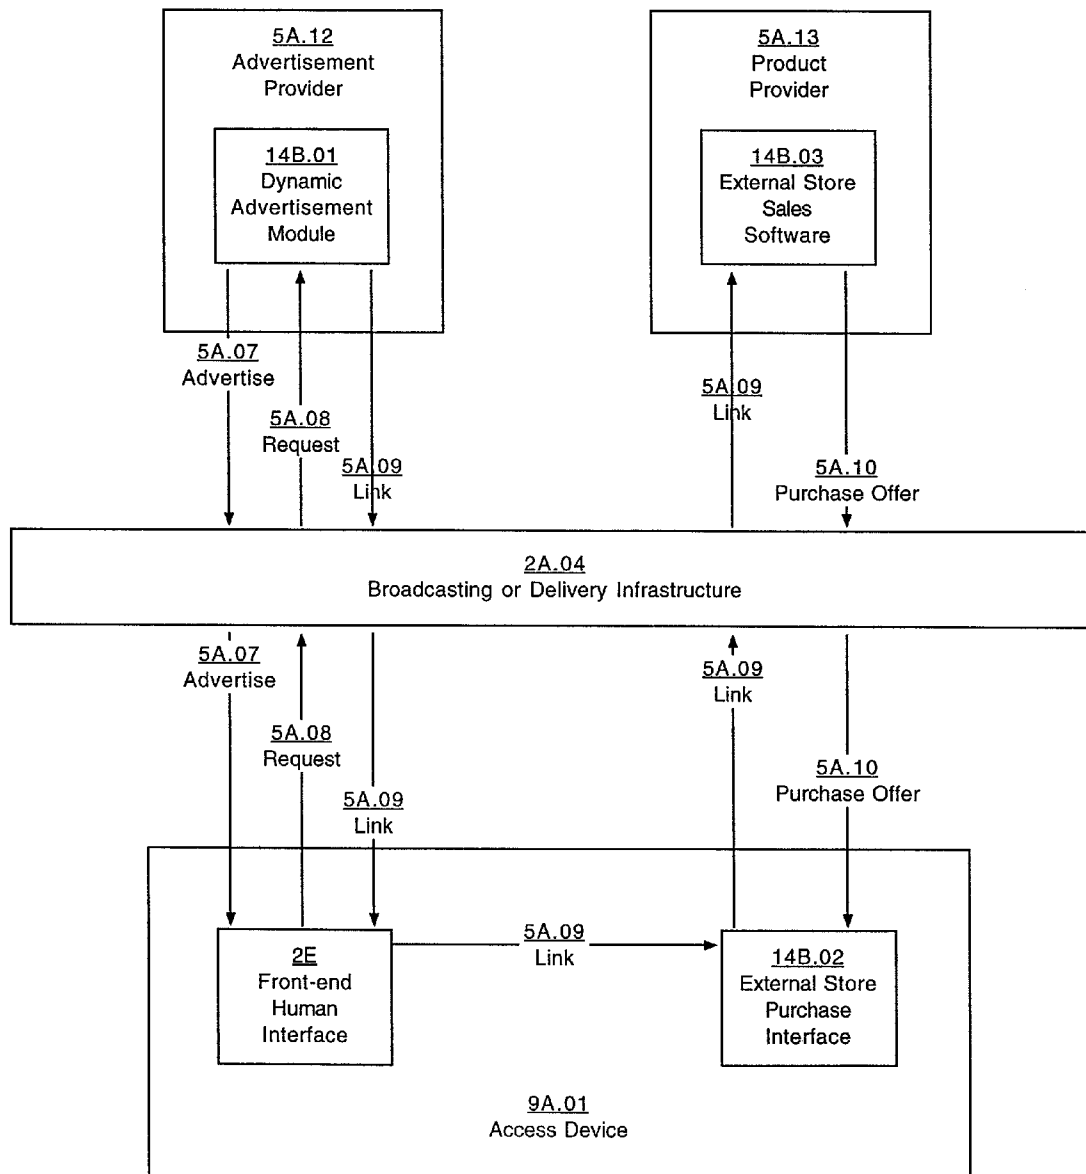 5A.12
Advertisement
Provider
14B.01
Dynamic
Advertisement
Module
5A.13
Product
Provider
14B.03
External Store
Sales
Software
5A.07
Advertise
5A.08
Request
5A.09
Link
5A.09
Link
5A.10
Purchase Offer
2A.04
Broadcasting or Delivery Infrastructure
5A.07
Advertise
5A.08
Request
5A.09
Link
5A.09
Link
5A.10
Purchase Offer
2E
Front-end
Human
Interface
5A.09
Link
14B.02
External Store
Purchase
Interface
9A.01
Access Device